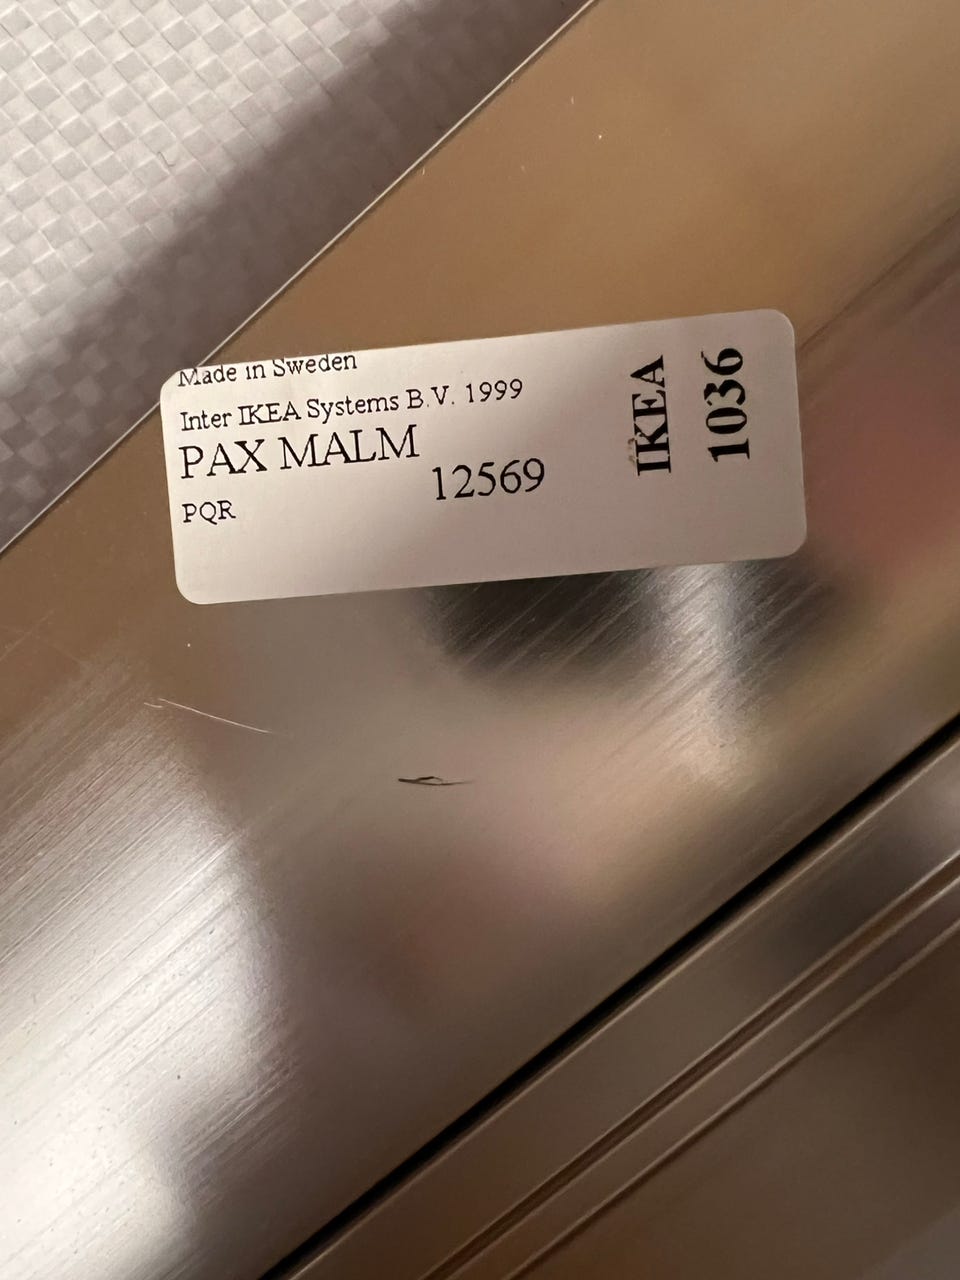 Made in Sweden
Inter IKEA Systems B.V. 1999
PAX MALM
12569
PQR
IKEA
1036